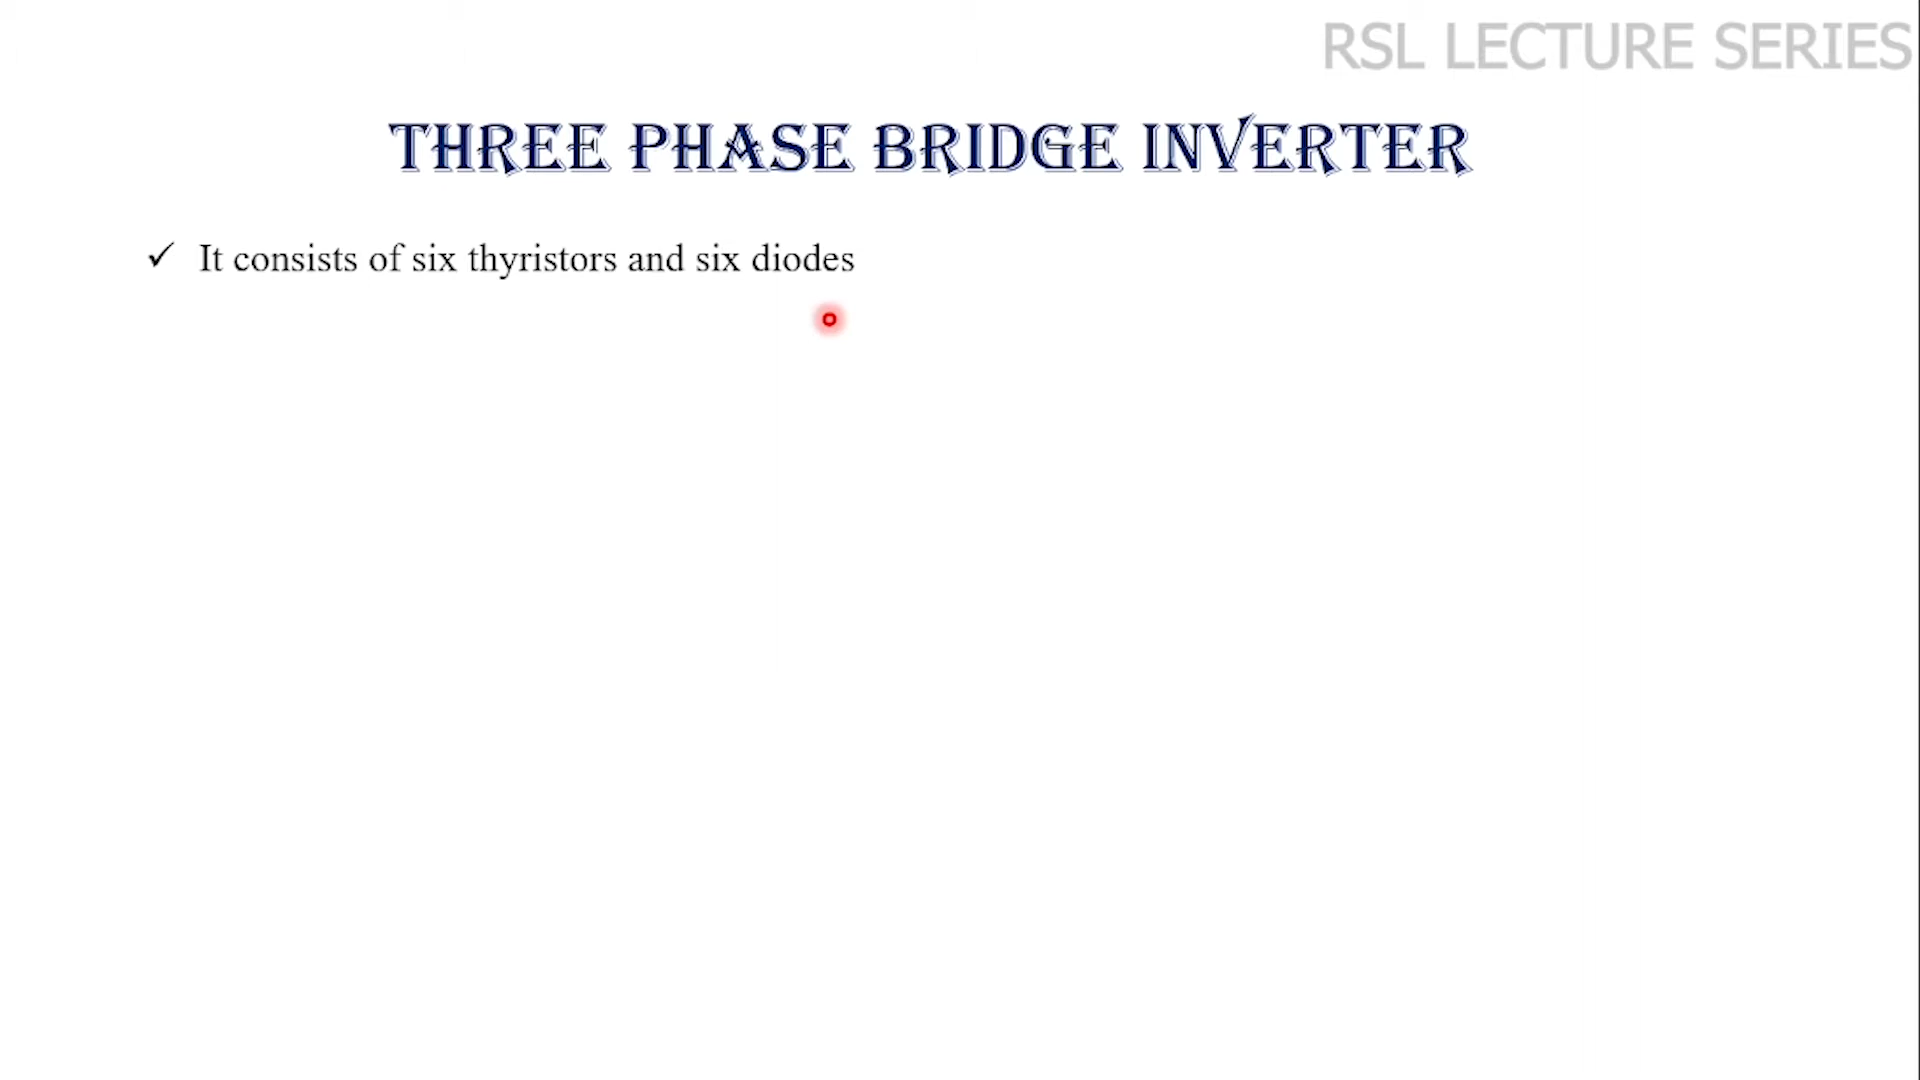 RSL LECTURE SERIES
THREE PHASE BRIDGE INVERTER
✓ It consists of six thyristors and six diodes